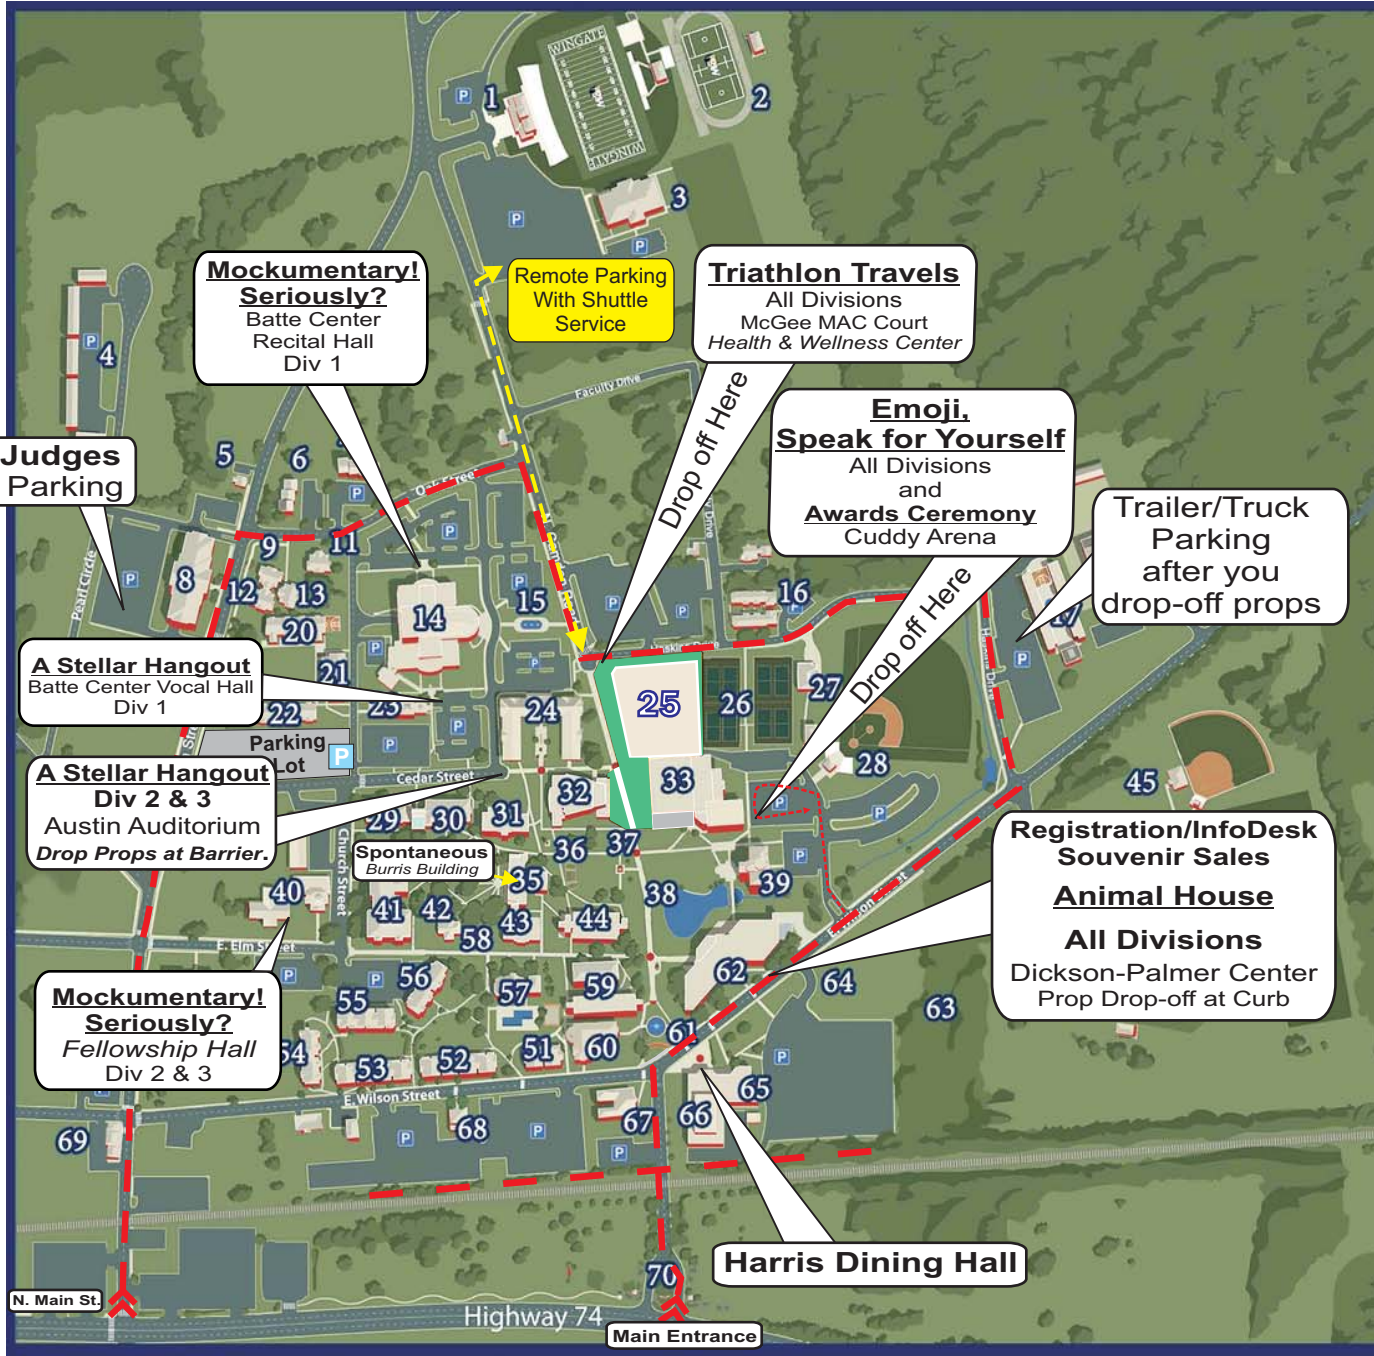 WINGATE
WINGATE
1
2
3
P
P
P
Mockumentary!
Seriously?
Batte Center
Recital Hall
Div 1
Remote Parking
With Shuttle
Service
Triathlon Travels
All Divisions
McGee MAC Court
Health & Wellness Center
Drop off Here
Faculty Drive
Emoji,
Speak for Yourself
All Divisions
and
Awards Ceremony
Cuddy Arena
Drop off Here
P
4
Judges
Parking
5
6
P
Trailer/Truck
Parking
after you
drop-off props
17
P
Pearl Circle
P
8
9
11
12
13
14
P
P
15
P
16
P
20
21
22
23
24
25
26
27
28
P
P
P
A Stellar Hangout
Batte Center Vocal Hall
Div 1
Parking
Lot
P
Cedar Street
A Stellar Hangout
Div 2 & 3
Austin Auditorium
Drop Props at Barrier.
29
30
31
32
33
P
P
45
Church Street
Spontaneous
Burris Building
35
36
37
38
39
P
40
41
42
43
44
58
E. Elm Street
E. Wilson Street
Registration/InfoDesk
Souvenir Sales
Animal House
All Divisions
Dickson-Palmer Center
Prop Drop-off at Curb
Mockumentary!
Seriously?
Fellowship Hall
Div 2 & 3
P
P
54
55
56
57
59
62
64
63
53
52
51
60
61
P
E. Wilson Street
65
66
67
68
69
P
P
P
Harris Dining Hall
70
N. Main St.
Highway 74
Main Entrance